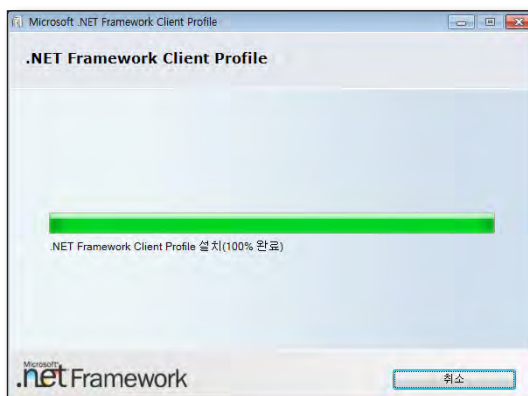 Microsoft .NET Framework Client Profile
.NET Framework Client Profile
.NET Framework Client Profile 설치(100% 완료)
Microsoft
.net Framework
취소